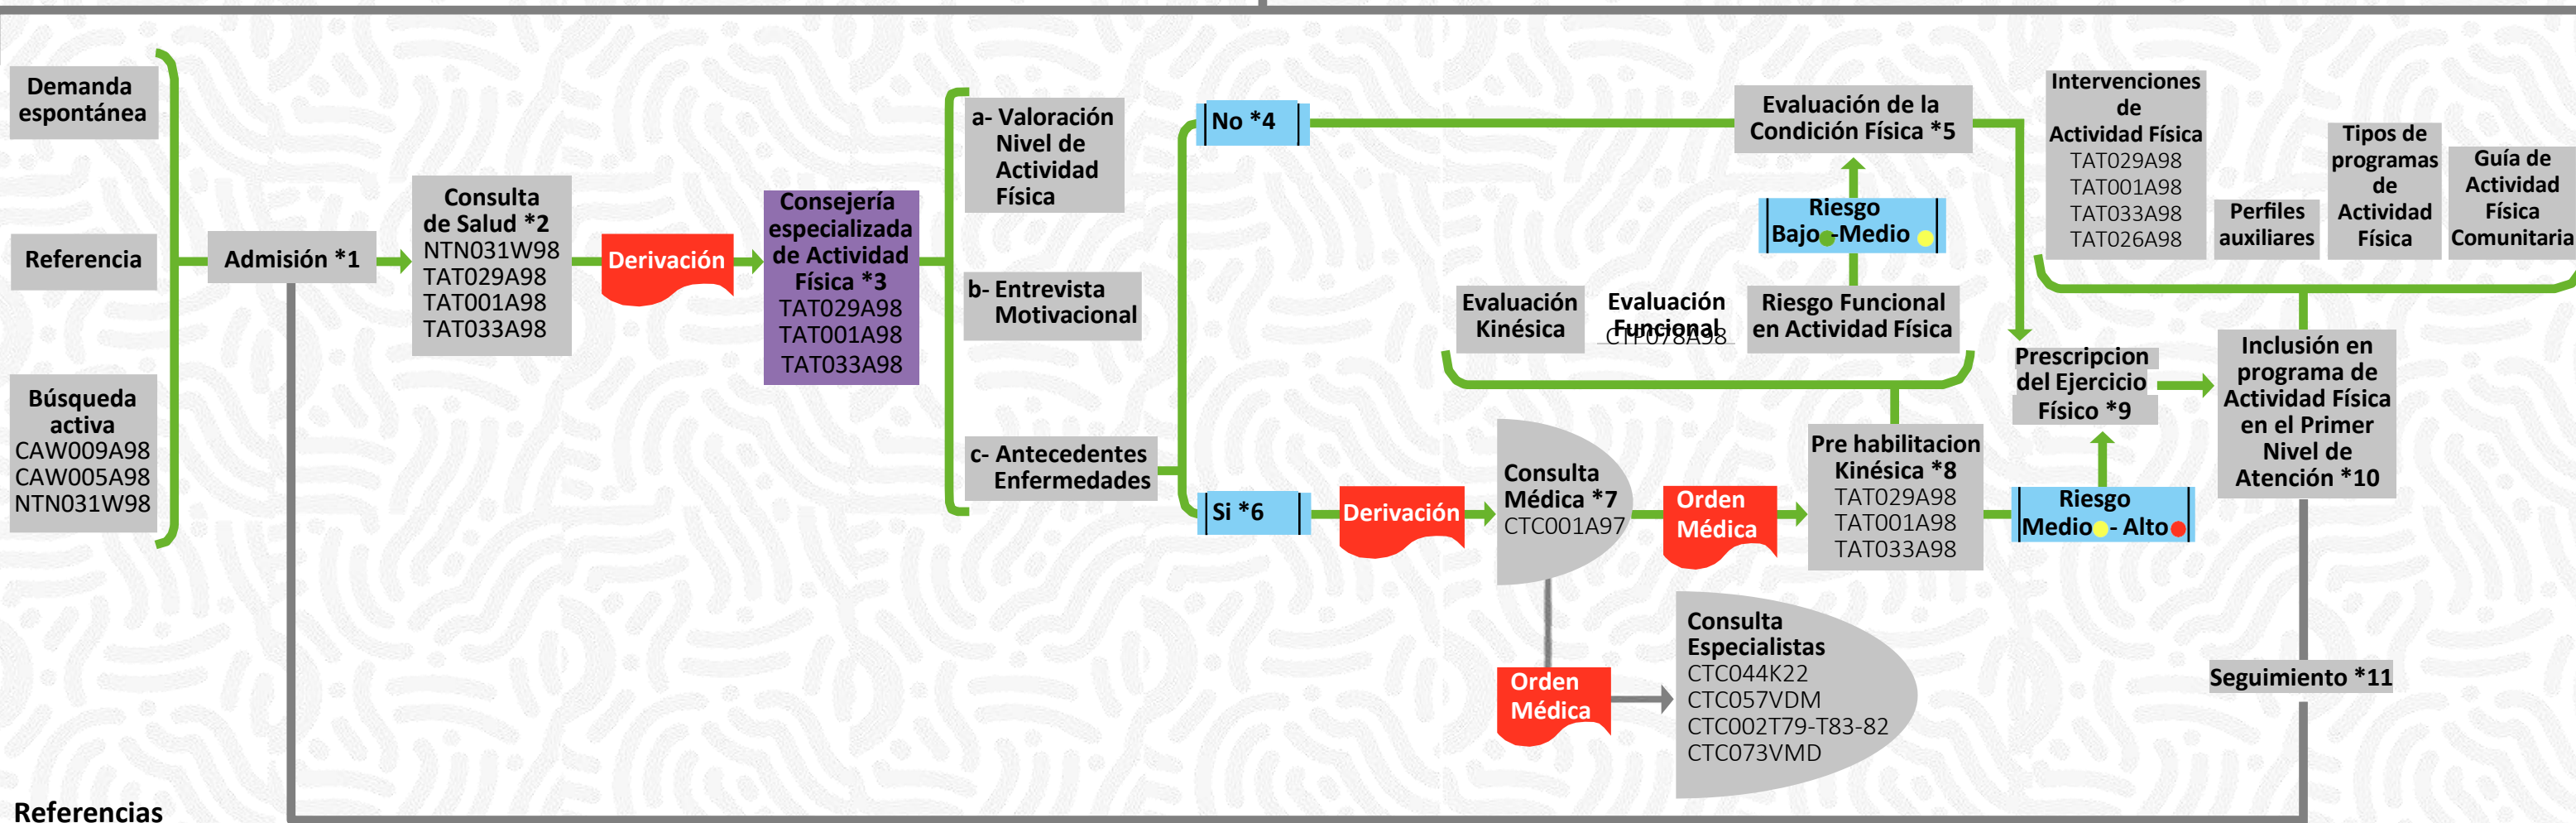 Demanda
espontánea
Referencia
Búsqueda
activa
CAW009A98
CAW005A98
NTN031W98
Admisión *1
Consulta
de Salud *2
NTN031W98
TAT029A98
TAT001A98
TAT033A98
Derivación
Consejería
especializada
de Actividad
Física *3
TAT029A98
TAT001A98
TAT033A98
a- Valoración
Nivel de
Actividad
Física
b- Entrevista
Motivacional
c- Antecedentes
Enfermedades
No *4
Si *6
Derivación
Consulta
Médica *7
CTC001A97
Orden
Médica
Consulta
Especialistas
CTC044K22
CTC057VDM
CTC002T79-T83-82
CTC073VMD
Orden
Médica
Pre habilitacion
Kinésica *8
TAT029A98
TAT001A98
TAT033A98
Evaluación
Kinésica
Evaluación
Funcional
CTP078A98
Riesgo Funcional
en Actividad Física
Riesgo
Bajo -Medio
Evaluación de la
Condición Física *5
Riesgo
Medio - Alto
Prescripcion
del Ejercicio
Físico *9
Inclusión en
programa de
Actividad Física
en el Primer
Nivel de
Atención *10
Intervenciones
de
Actividad Física
TAT029A98
TAT001A98
TAT033A98
TAT026A98
Perfiles
auxiliares
Tipos de
programas
de
Actividad
Física
Guía de
Actividad
Física
Comunitaria
Seguimiento *11
Referencias